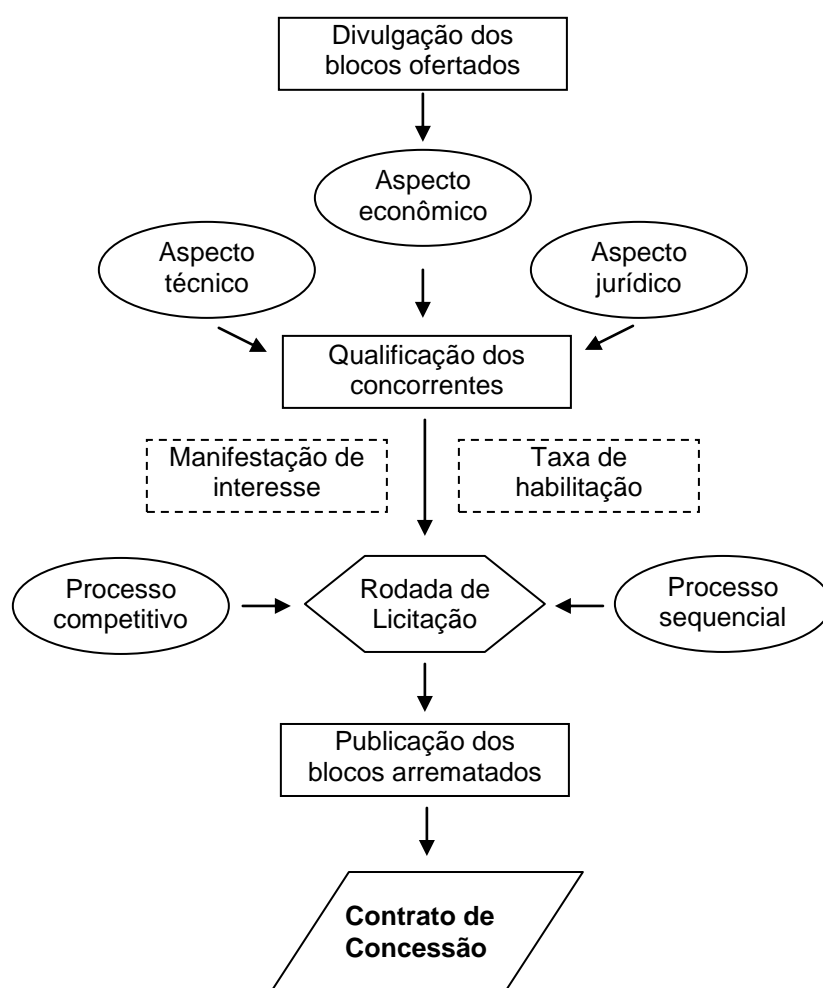 Divulgação dos
blocos ofertados
Aspecto
econômico
Aspecto
técnico
Aspecto
jurídico
Qualificação dos
concorrentes
Manifestação de
interesse
Taxa de
habilitação
Processo
competitivo
Rodada de
Licitação
Processo
sequencial
Publicação dos
blocos arrematados
Contrato de
Concessão